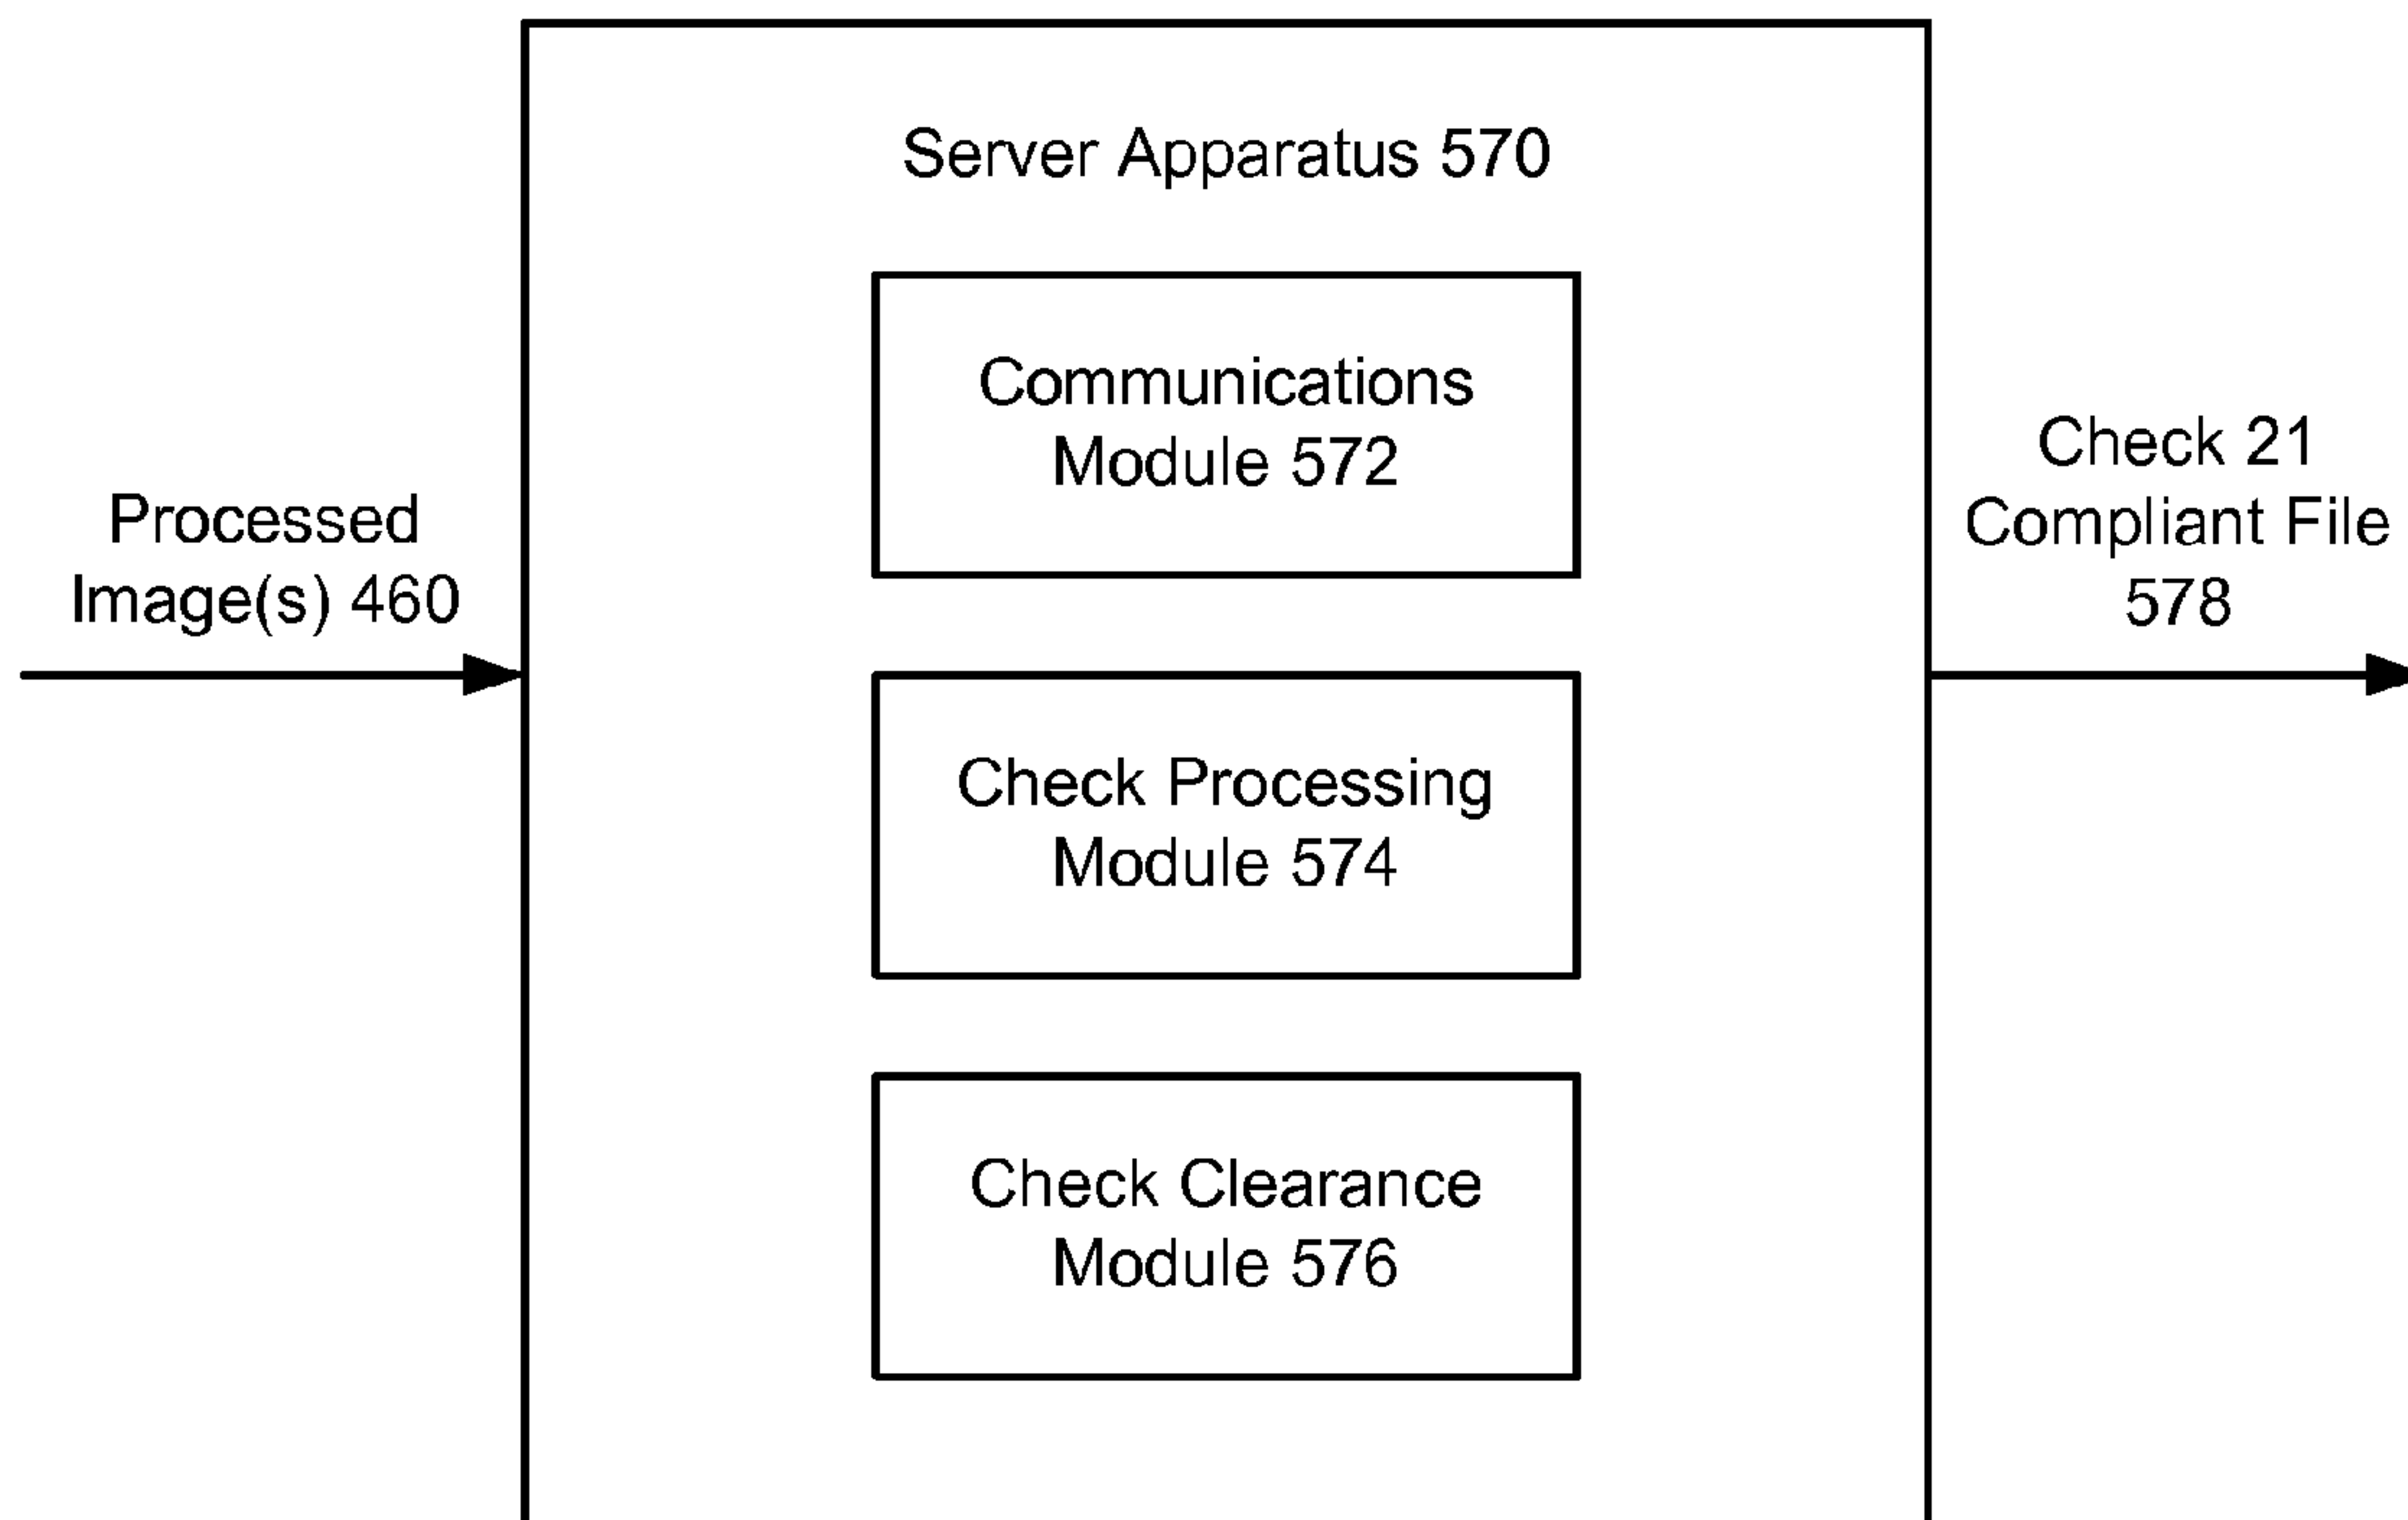 Server Apparatus 570
Communications
Module 572
Processed
Image(s) 460
Check 21
Compliant File
578
Check Processing
Module 574
Check Clearance
Module 576